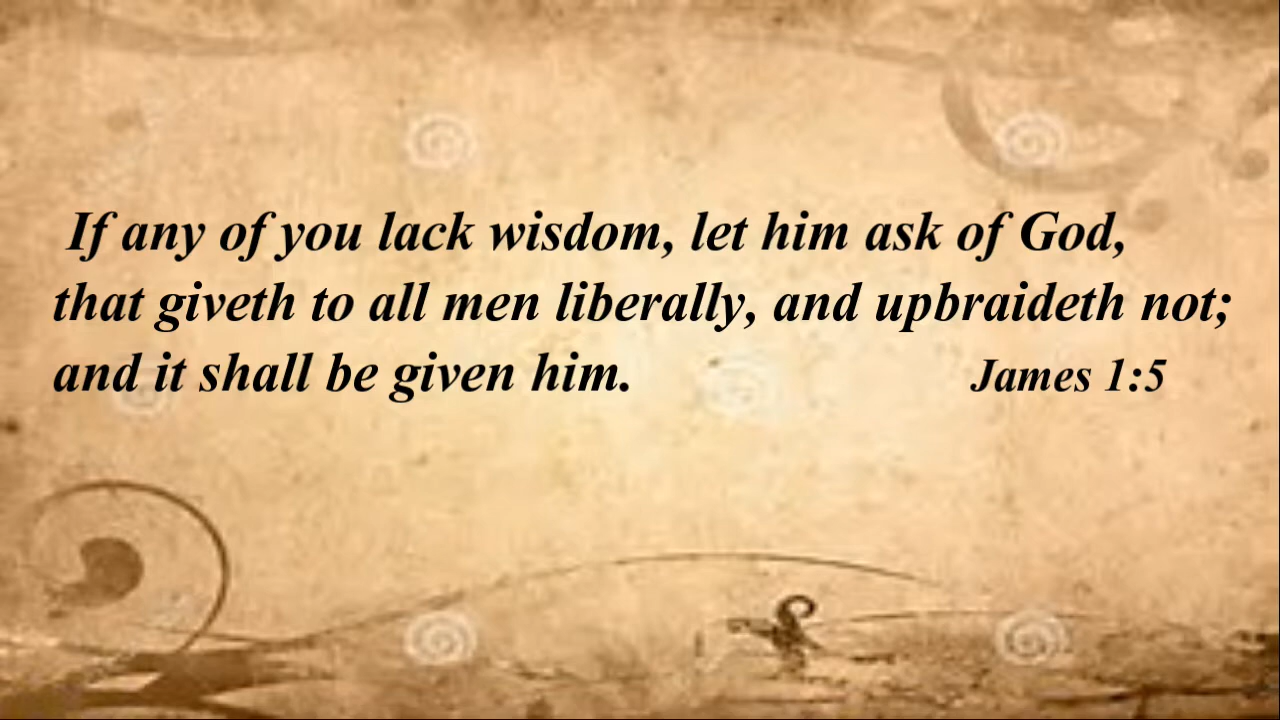 If any of you lack wisdom, let him ask of God,
that giveth to all men liberally, and upbraideth not;
and it shall be given him. James 1:5